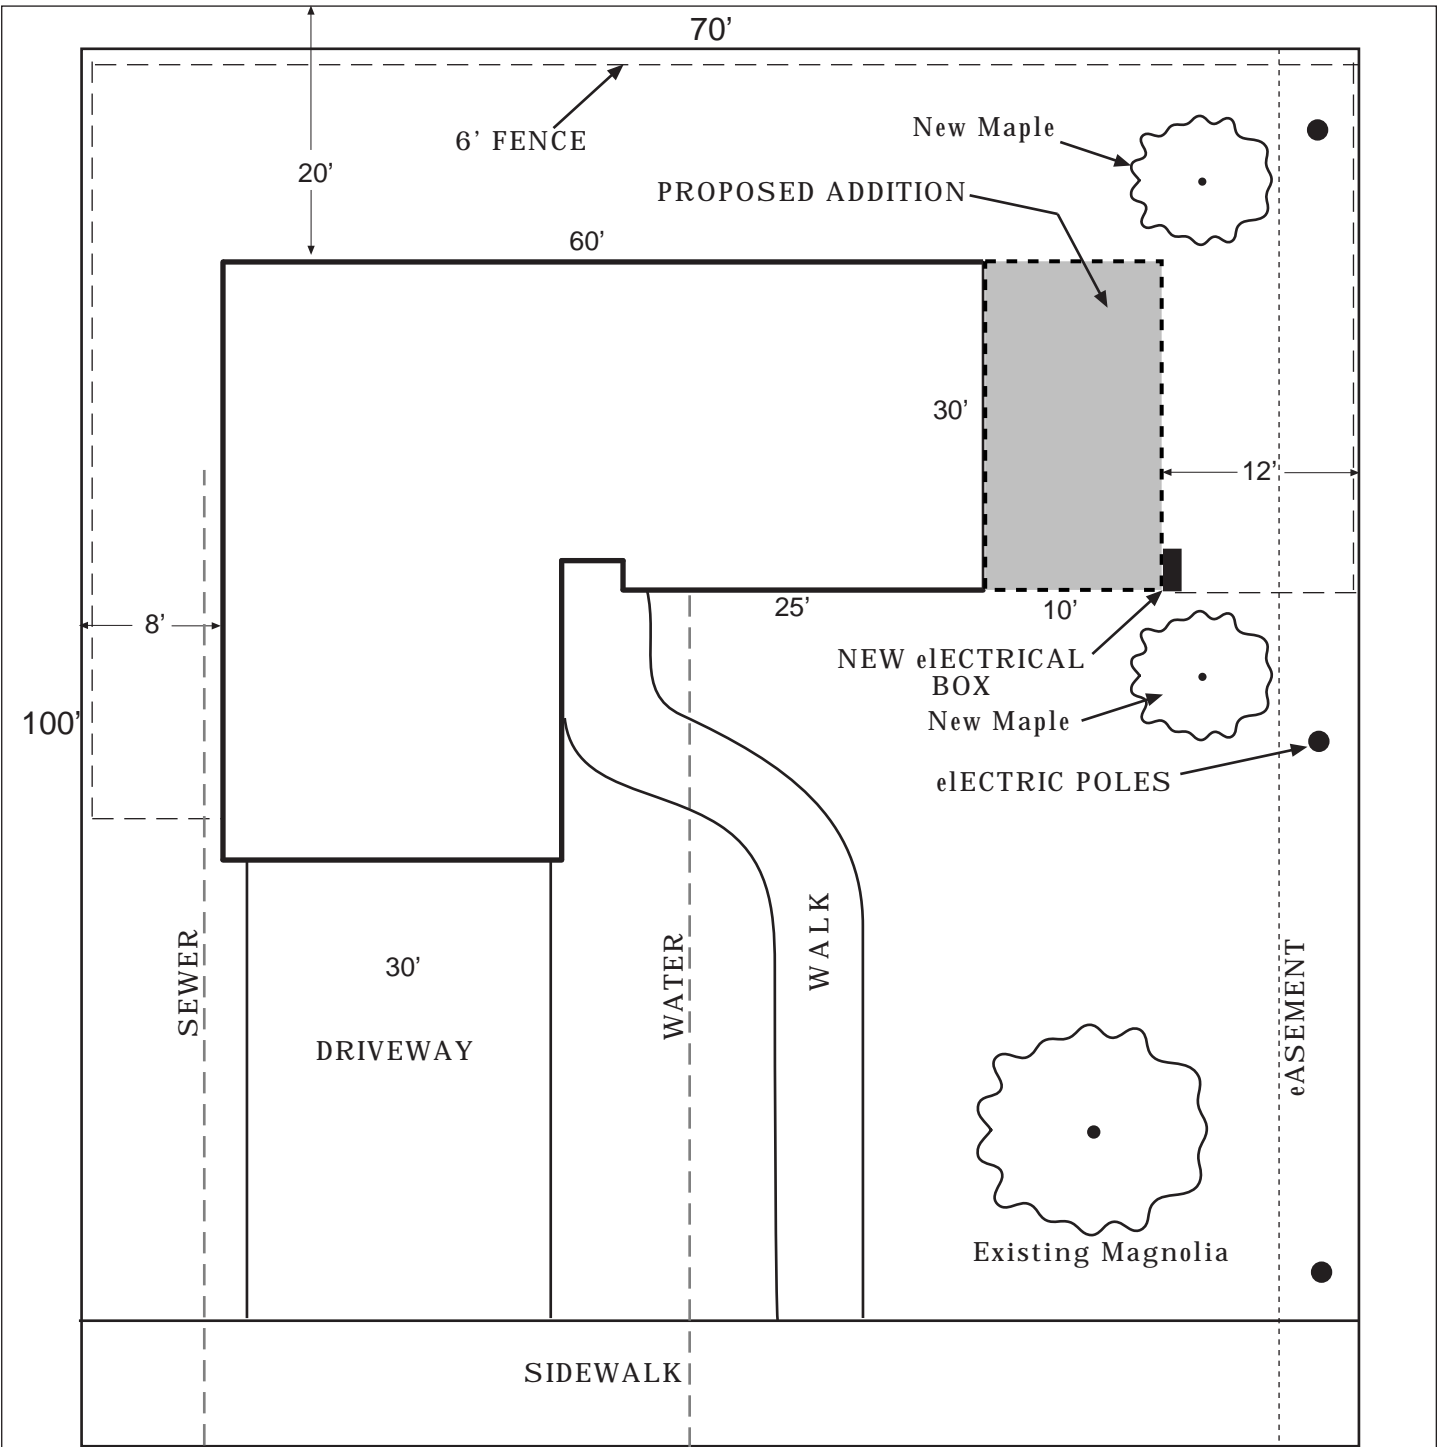 70’
6’ FENCE
New Maple
20’
PROPOSED ADDITION
60’
30’
12’
8’
25’
10’
NEW elECTRICAL
BOX
New Maple
100’
elECTRIC POLES
SEWER
30’
DRIVEWAY
WATER
WALK
eASEMENT
Existing Magnolia
SIDEWALK